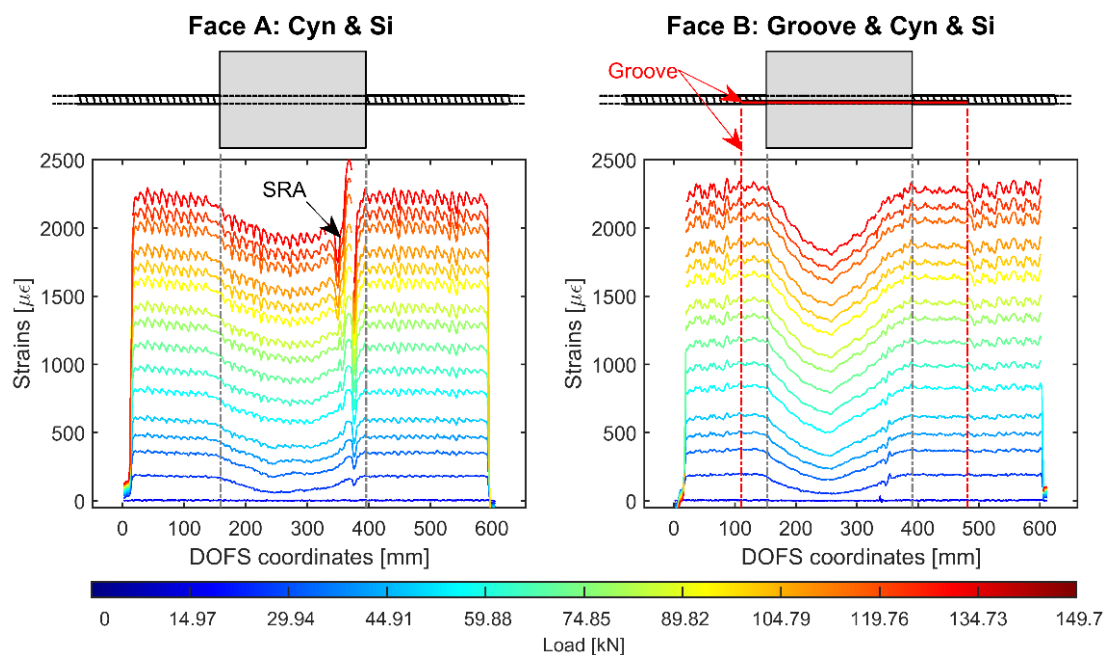 Face A: Cyn & Si
Face B: Groove & Cyn & Si
Groove
SRA
2500
2000
1500
1000
500
0
Strains [με]
0 100 200 300 400 500 600
DOFS coordinates [mm]
2500
2000
1500
1000
500
0
Strains [με]
0 100 200 300 400 500 600
DOFS coordinates [mm]
0 14.97 29.94 44.91 59.88 74.85 89.82 104.79 119.76 134.73 149.7
Load [kN]